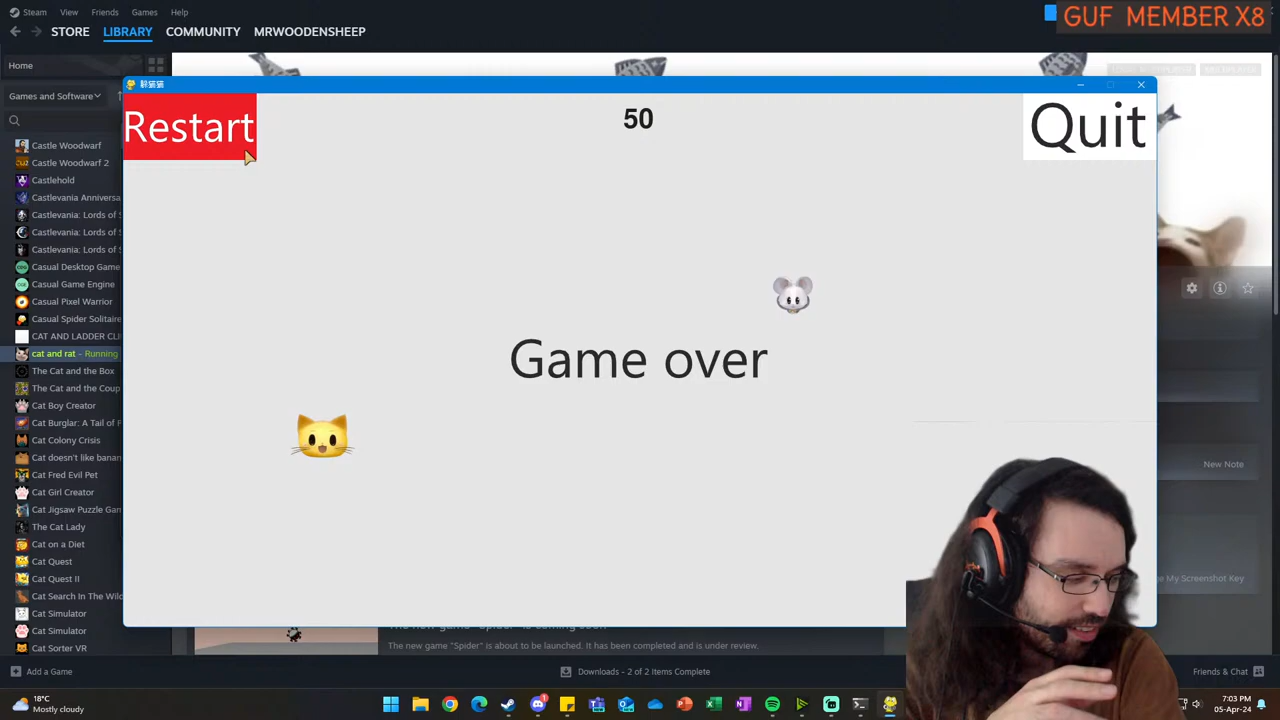 Steam View Friends Games Help
GUF MEMBER X8
STORE LIBRARY COMMUNITY MRWOODENSHEEP
Home
躲猫猫
Games and Software
Restart
50
Quit
Castle Woodwarf
Castle Woodwarf 2
Castlehold
Castlevania Anniversa
Castlevania: Lords of S
Castlevania: Lords of S
Castlevania: Lords of S
Casual Desktop Game
Casual Game Engine
Casual Pixel Warrior
Casual Spider Solitaire
CAT AND LADDER CLI
cat and rat - Running
The Cat and the Box
The Cat and the Coup
Cat Boy Creator
Cat Burglar: A Tail of P
Cat Colony Crisis
Cat doesn't like banan
Cat Fred Evil Pet
Cat Girl Creator
Cat Jigsaw Puzzle Gam
The Cat Lady
Cat on a Diet
Cat Quest
Cat Quest II
Cat Search In The Wild
Cat Simulator
Cat Simulator
Cat Sorter VR
Game over
New Note
My Screenshot Key
The new game "Spider" is about to be launched. It has been completed and is under review.
Add a Game
Downloads - 2 of 2 Items Complete
Friends & Chat
18°C
Mostly cloudy
7:03 PM
05-Apr-24